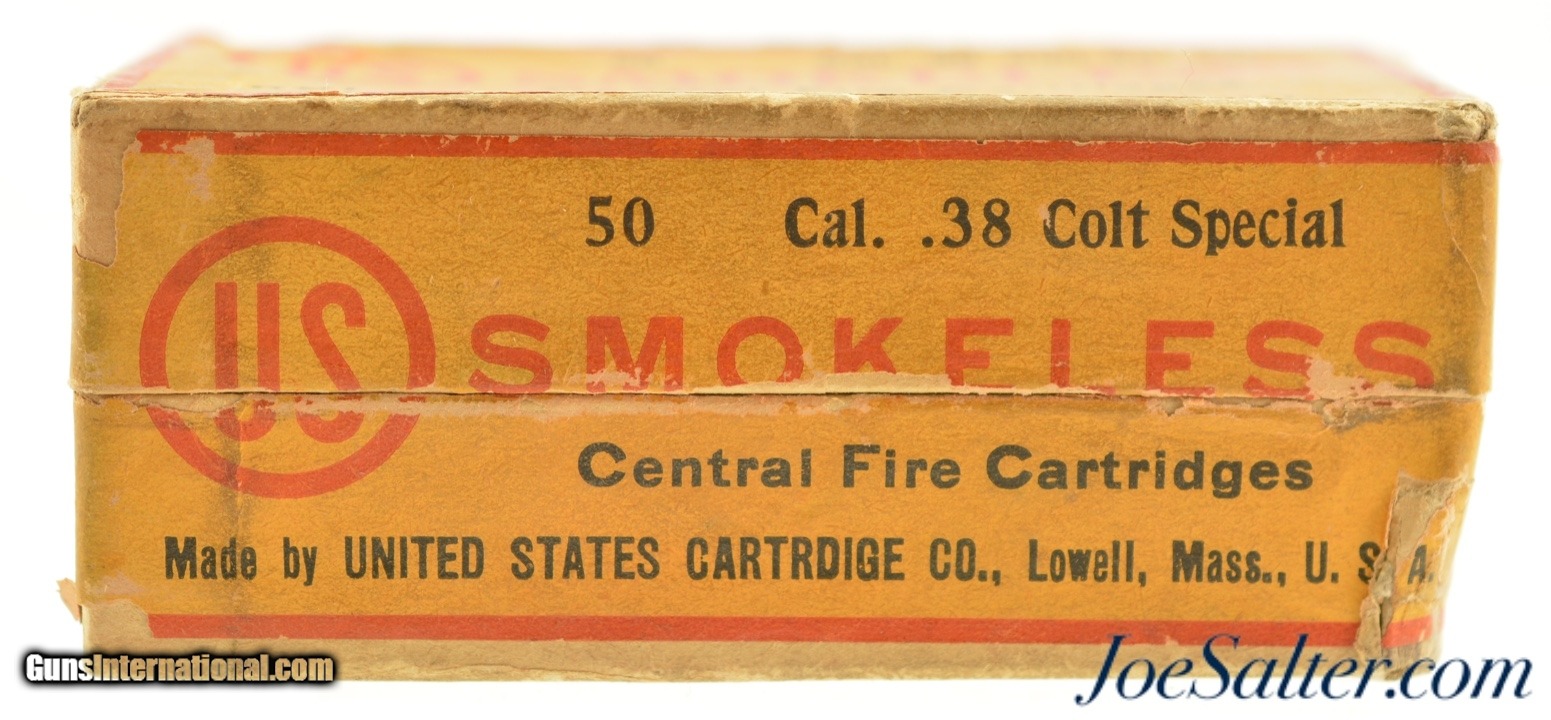 50 Cal. .38 Colt Special
US SMOKELESS
Central Fire Cartridges
Made by UNITED STATES CARTRDIGE CO., Lowell, Mass., U. S. A.
GunsInternational.com
JoeSalter.com